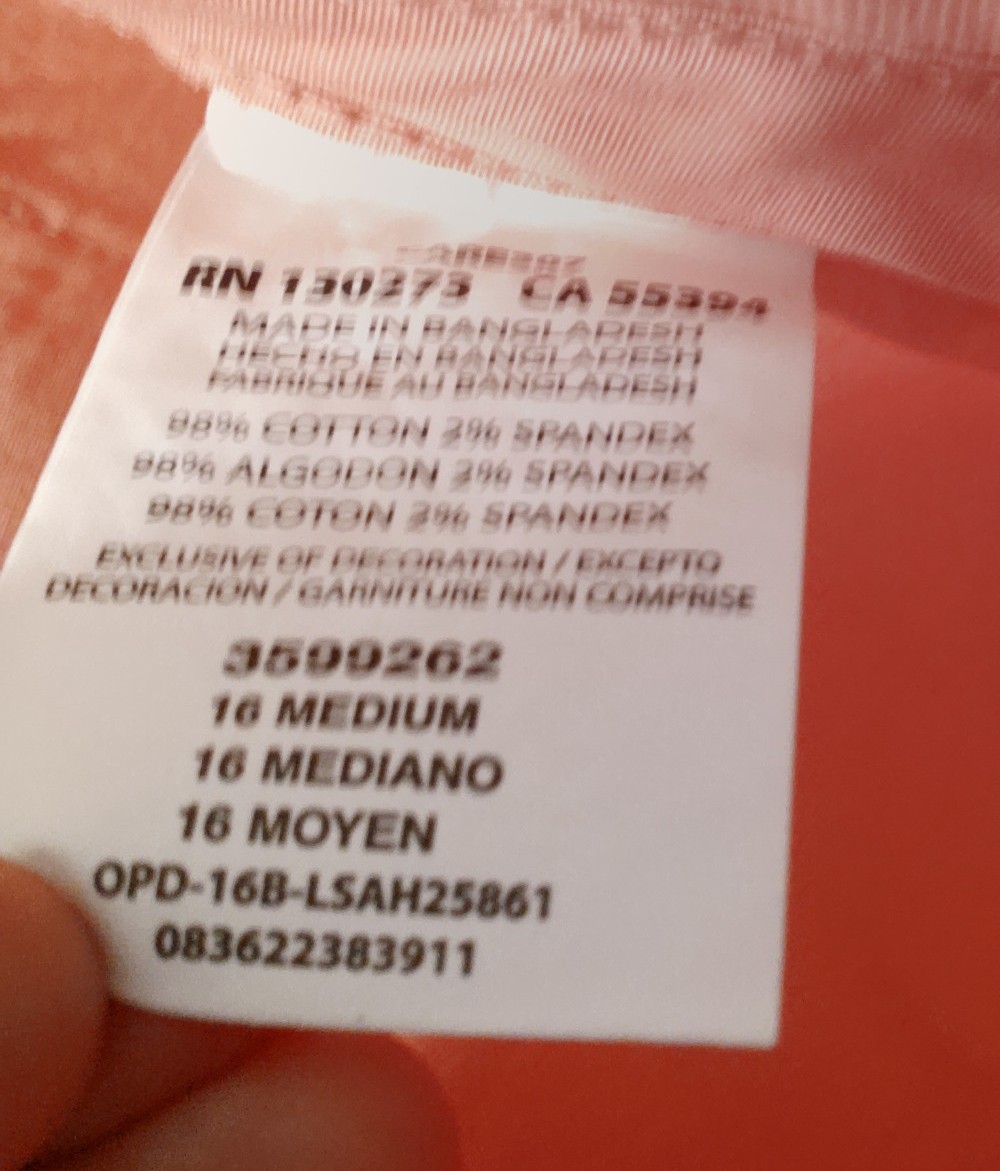 RN 130273 CA 55394
MADE IN BANGLADESH
HECHO EN BANGLADESH
FABRIQUE AU BANGLADESH
98% COTTON 2% SPANDEX
98% ALGODON 2% SPANDEX
98% COTON 2% SPANDEX
EXCLUSIVE OF DECORATION / EXCEPTO
DECORACION / GARNITURE NON COMPRISE
3599262
16 MEDIUM
16 MEDIANO
16 MOYEN
OPD-16B-LSAH25861
083622383911